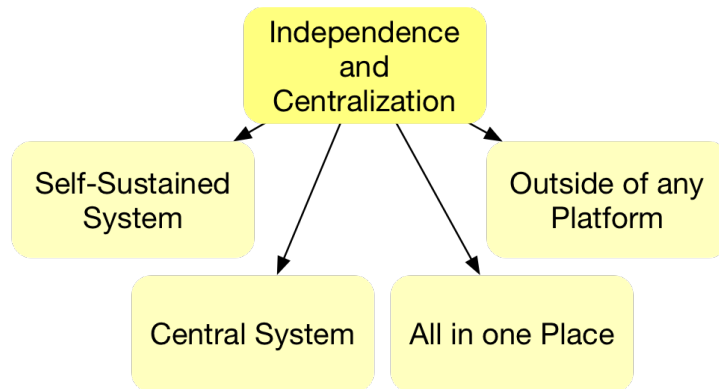 Independence
and
Centralization
Self-Sustained
System
Outside of any
Platform
Central System
All in one Place